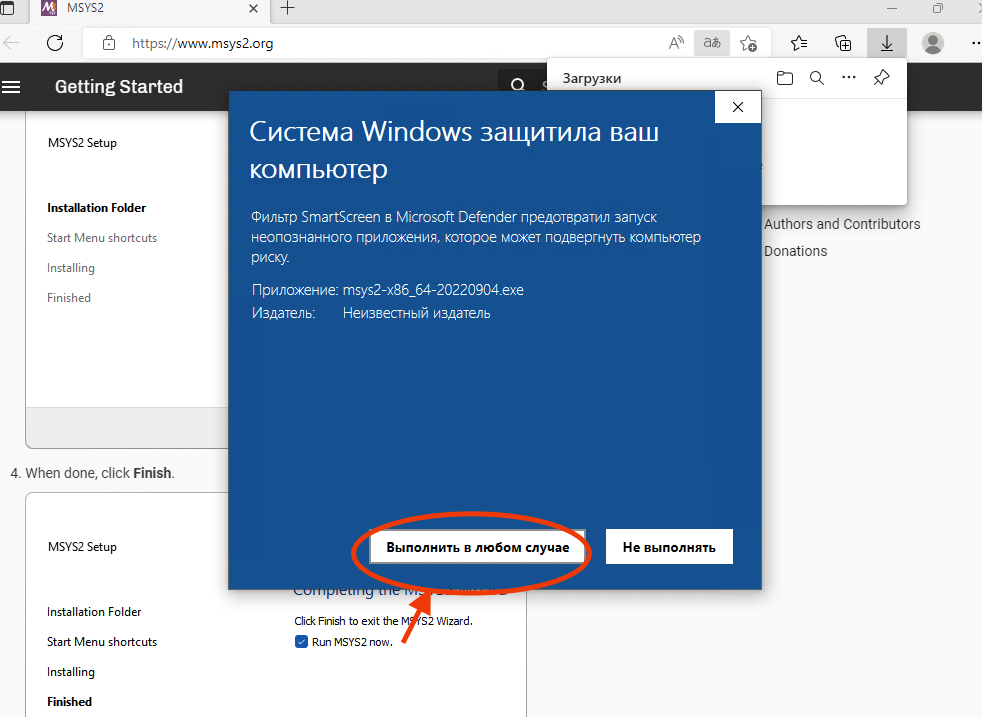 MSYS2
https://www.msys2.org
аあ
Getting Started
Загрузки
MSYS2 Setup
Installation Folder
Start Menu shortcuts
Installing
Finished
Система Windows защитила ваш
компьютер
Фильтр SmartScreen в Microsoft Defender предотвратил запуск
неопознанного приложения, которое может подвергнуть компьютер
риску.
Приложение: msys2-x86_64-20220904.exe
Издатель: Неизвестный издатель
Выполнить в любом случае
Не выполнять
Authors and Contributors
Donations
4. When done, click Finish.
MSYS2 Setup
Installation Folder
Start Menu shortcuts
Installing
Finished
Completing the
Click Finish to exit the MSYS2 Wizard.
Run MSYS2 now.